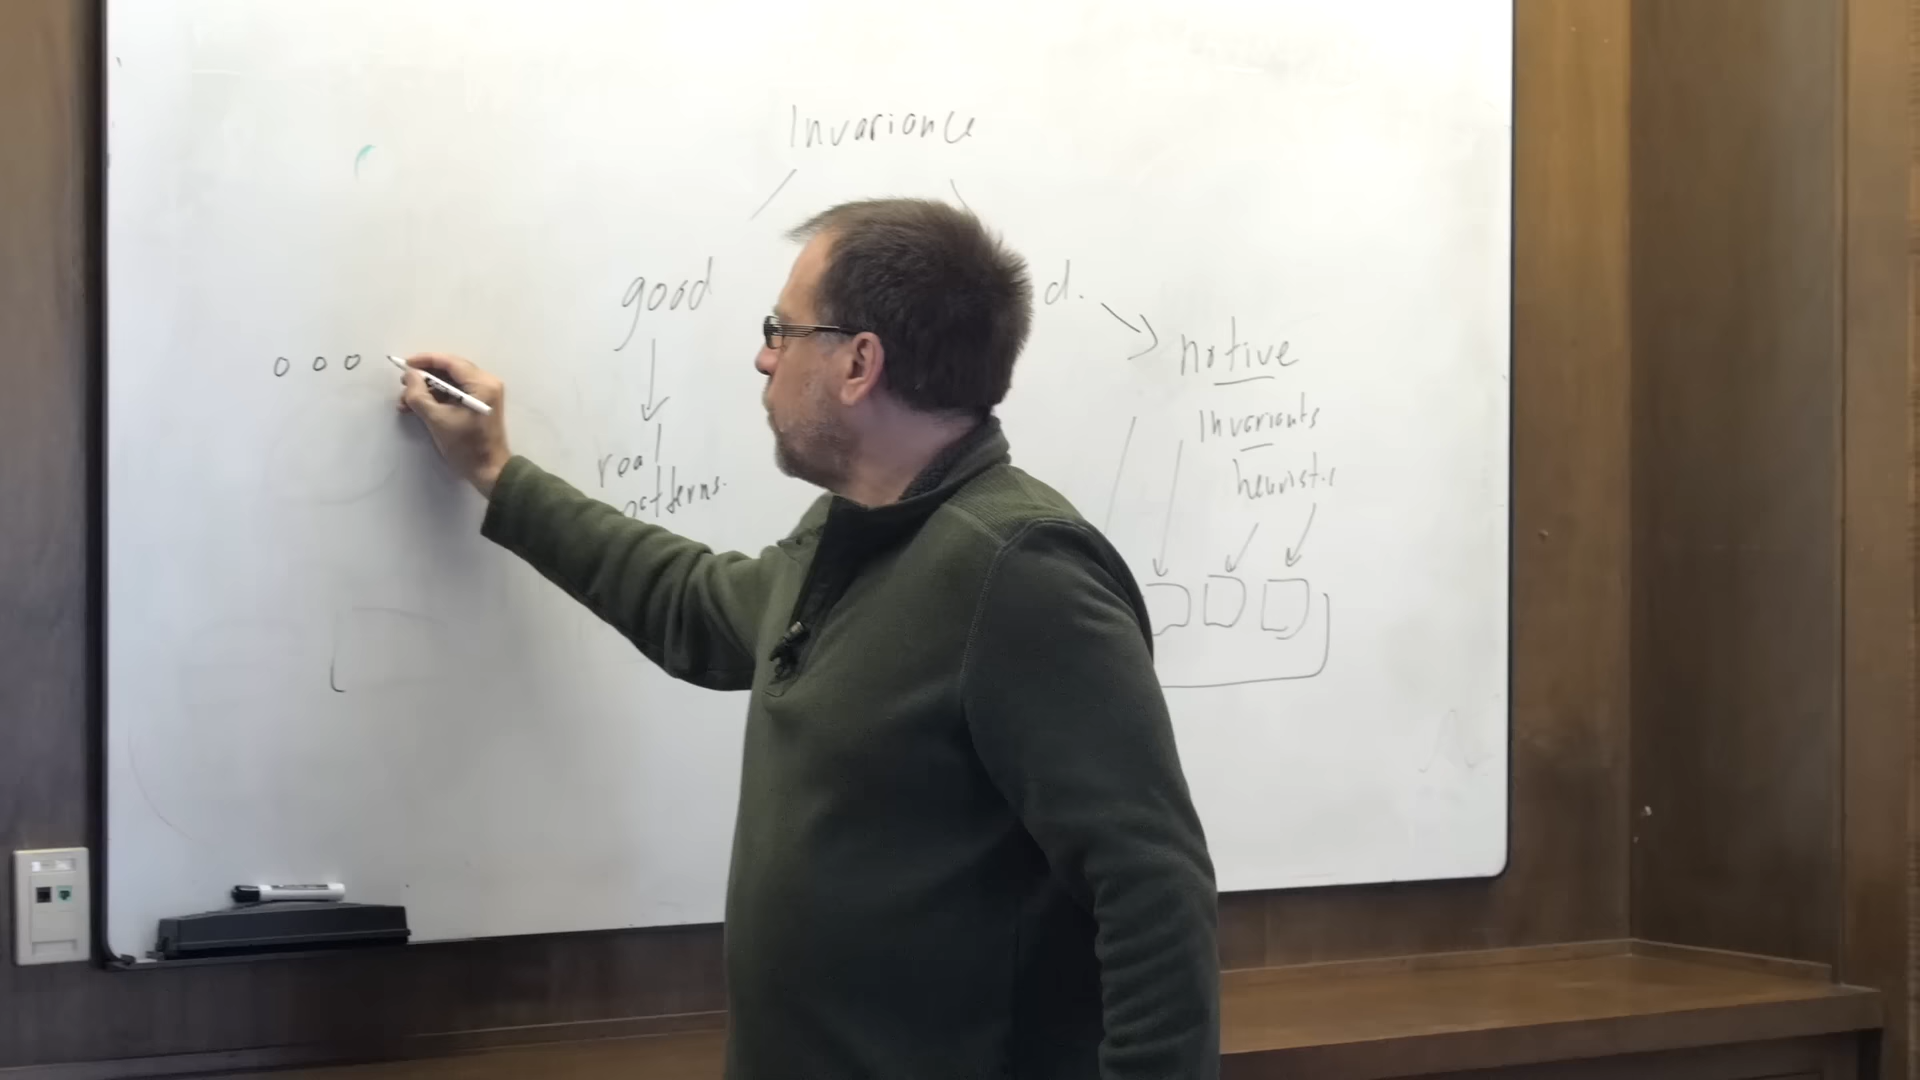 Invariance
good
d.
native
Invariants
heuristic
real
patterns.
o o o